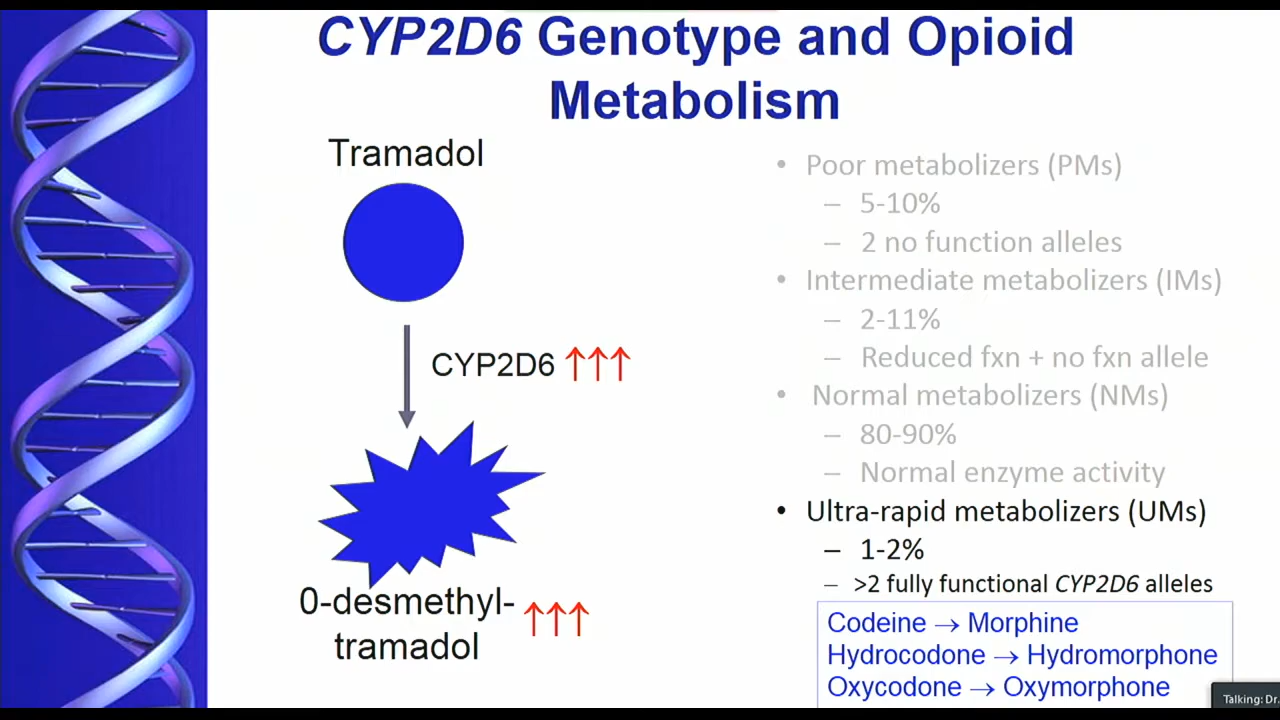 CYP2D6 Genotype and Opioid
Metabolism
Tramadol
CYP2D6 ↑↑↑
0-desmethyl-
tramadol ↑↑↑
• Poor metabolizers (PMs)
– 5-10%
– 2 no function alleles
• Intermediate metabolizers (IMs)
– 2-11%
– Reduced fxn + no fxn allele
• Normal metabolizers (NMs)
– 80-90%
– Normal enzyme activity
• Ultra-rapid metabolizers (UMs)
– 1-2%
– >2 fully functional CYP2D6 alleles
Codeine → Morphine
Hydrocodone → Hydromorphone
Oxycodone → Oxymorphone
Talking: Dr.